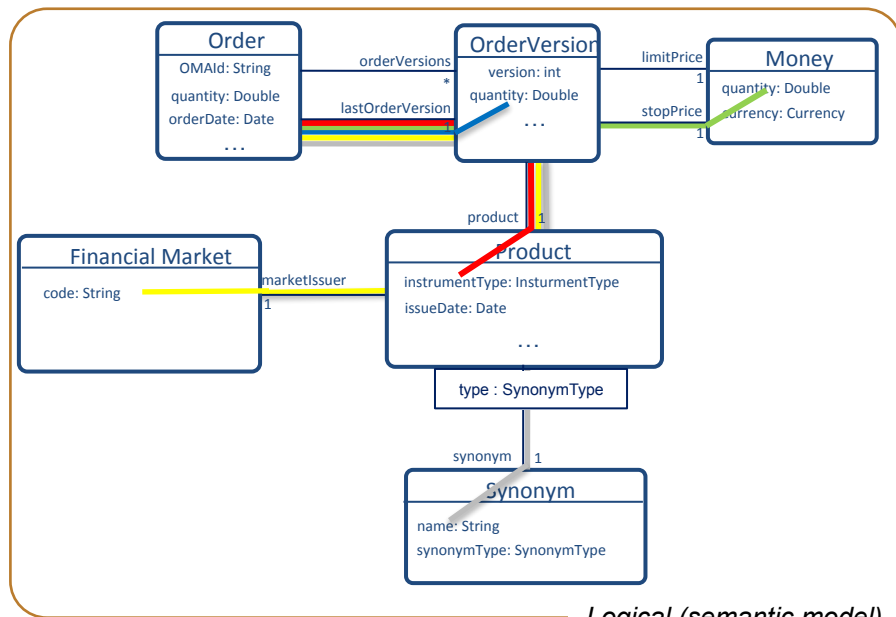 Order
OMAId: String
quantity: Double
orderDate: Date
...
orderVersions
*
lastOrderVersion
1
OrderVersion
version: int
quantity: Double
...
limitPrice
1
stopPrice
1
Money
quantity: Double
currency: Currency
product
1
Financial Market
code: String
marketIssuer
1
Product
instrumentType: InsturmentType
issueDate: Date
...
type : SynonymType
synonym
1
Synonym
name: String
synonymType: SynonymType
Logical (semantic model)